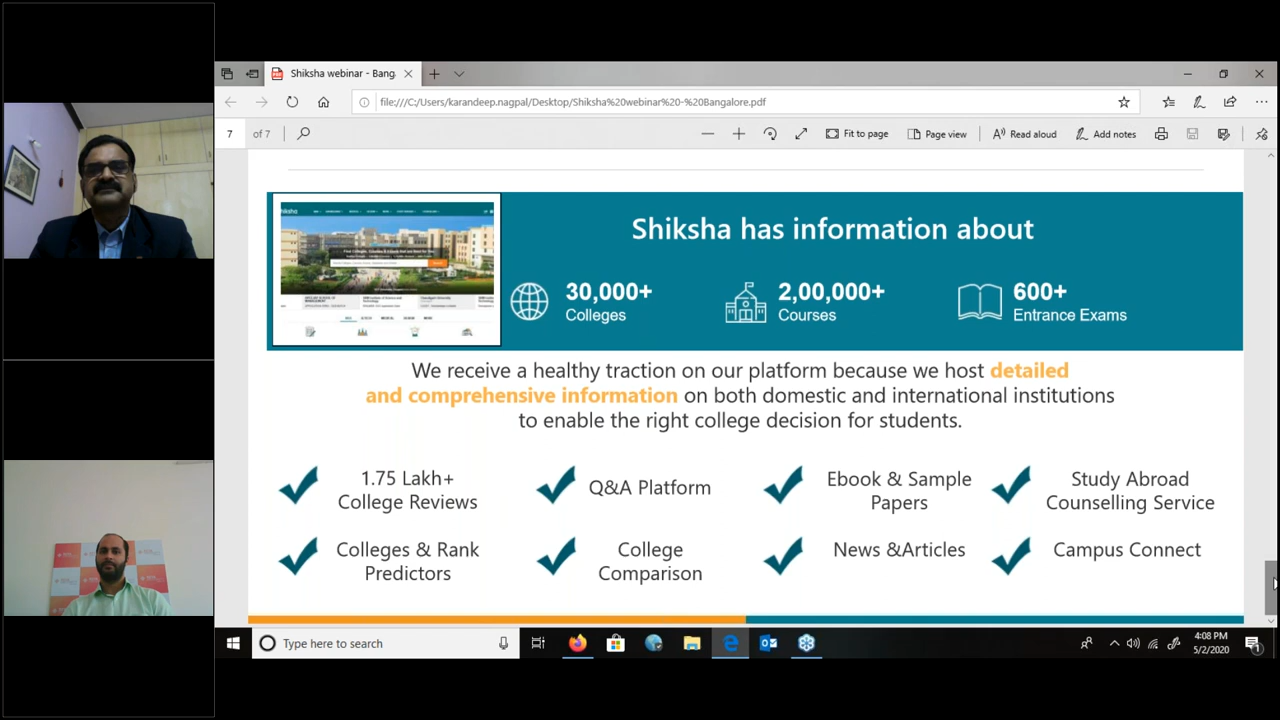 Shiksha webinar - Bang
file:///C:/Users/karandeep.nagpal/Desktop/Shiksha%20webinar%20-%20Bangalore.pdf
7 of 7
Fit to page
Page view
Read aloud
Add notes
Shiksha has information about
30,000+
Colleges
2,00,000+
Courses
600+
Entrance Exams
We receive a healthy traction on our platform because we host detailed
and comprehensive information on both domestic and international institutions
to enable the right college decision for students.
1.75 Lakh+
College Reviews
Q&A Platform
Ebook & Sample
Papers
Study Abroad
Counselling Service
Colleges & Rank
Predictors
College
Comparison
News &Articles
Campus Connect
Type here to search
4:08 PM
5/2/2020
1